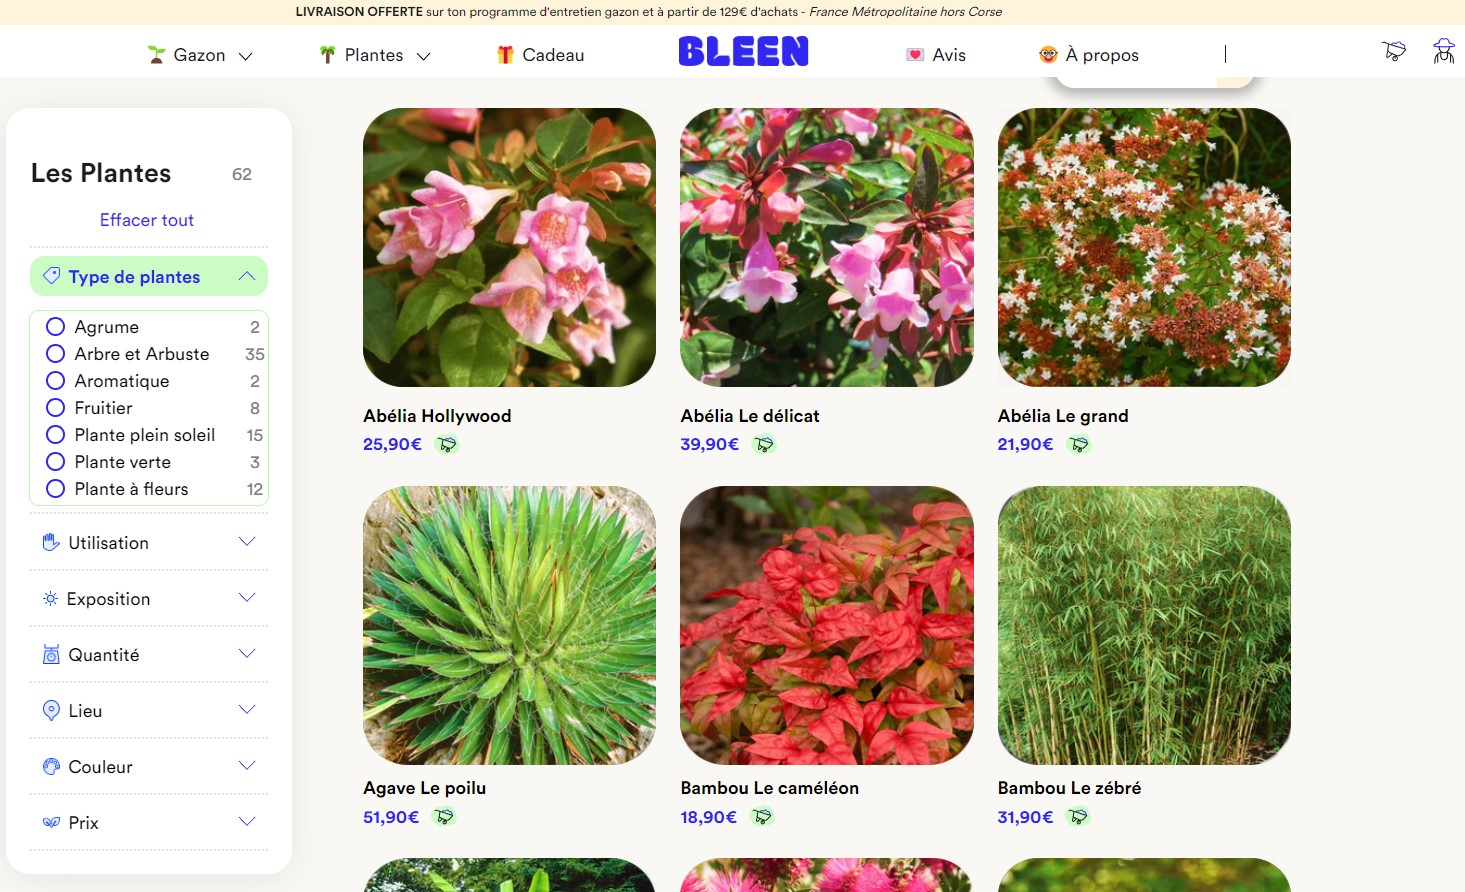 LIVRAISON OFFERTE sur ton programme d'entretien gazon et à partir de 129€ d'achats - France Métropolitaine hors Corse
Gazon
Plantes
Cadeau
BLEEN
Avis
À propos
Les Plantes 62
Effacer tout
Type de plantes
Agrume 2
Arbre et Arbuste 35
Aromatique 2
Fruitier 8
Plante plein soleil 15
Plante verte 3
Plante à fleurs 12
Utilisation
Exposition
Quantité
Lieu
Couleur
Prix
Abélia Hollywood
25,90€
Abélia Le délicat
39,90€
Abélia Le grand
21,90€
Agave Le poilu
51,90€
Bambou Le caméléon
18,90€
Bambou Le zébré
31,90€